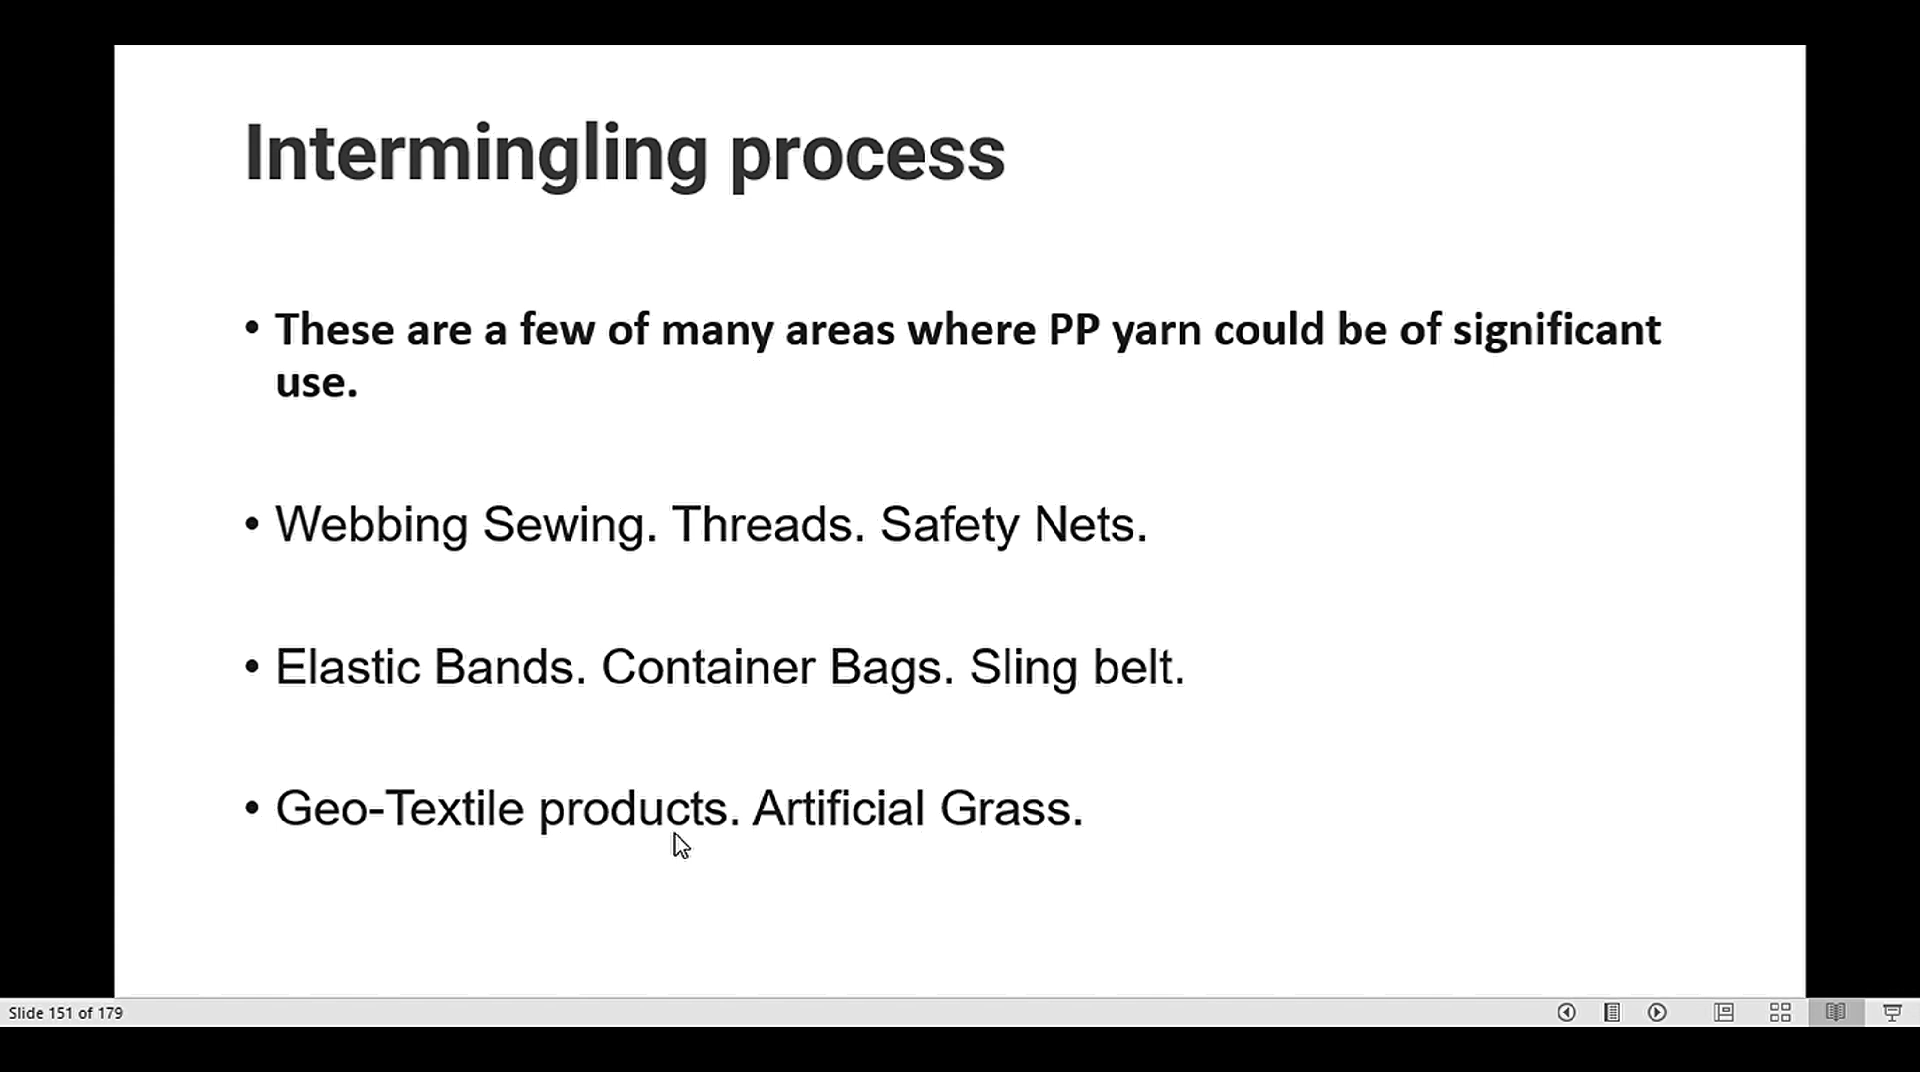 Intermingling process
• These are a few of many areas where PP yarn could be of significant
use.
• Webbing Sewing. Threads. Safety Nets.
• Elastic Bands. Container Bags. Sling belt.
• Geo-Textile products. Artificial Grass.
Slide 151 of 179